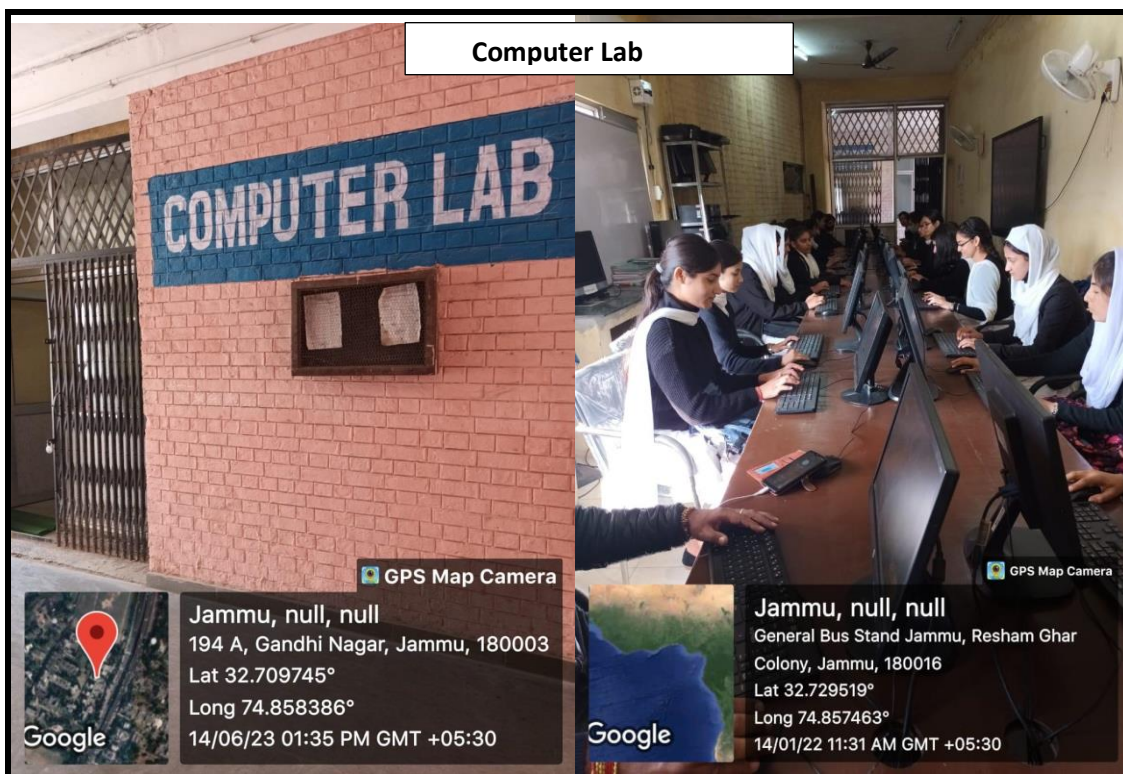 Computer Lab
COMPUTER LAB
GPS Map Camera
Jammu, null, null
194 A, Gandhi Nagar, Jammu, 180003
Lat 32.709745°
Long 74.858386°
14/06/23 01:35 PM GMT +05:30
Google
GPS Map Camera
Jammu, null, null
General Bus Stand Jammu, Resham Ghar
Colony, Jammu, 180016
Lat 32.729519°
Long 74.857463°
14/01/22 11:31 AM GMT +05:30
Google